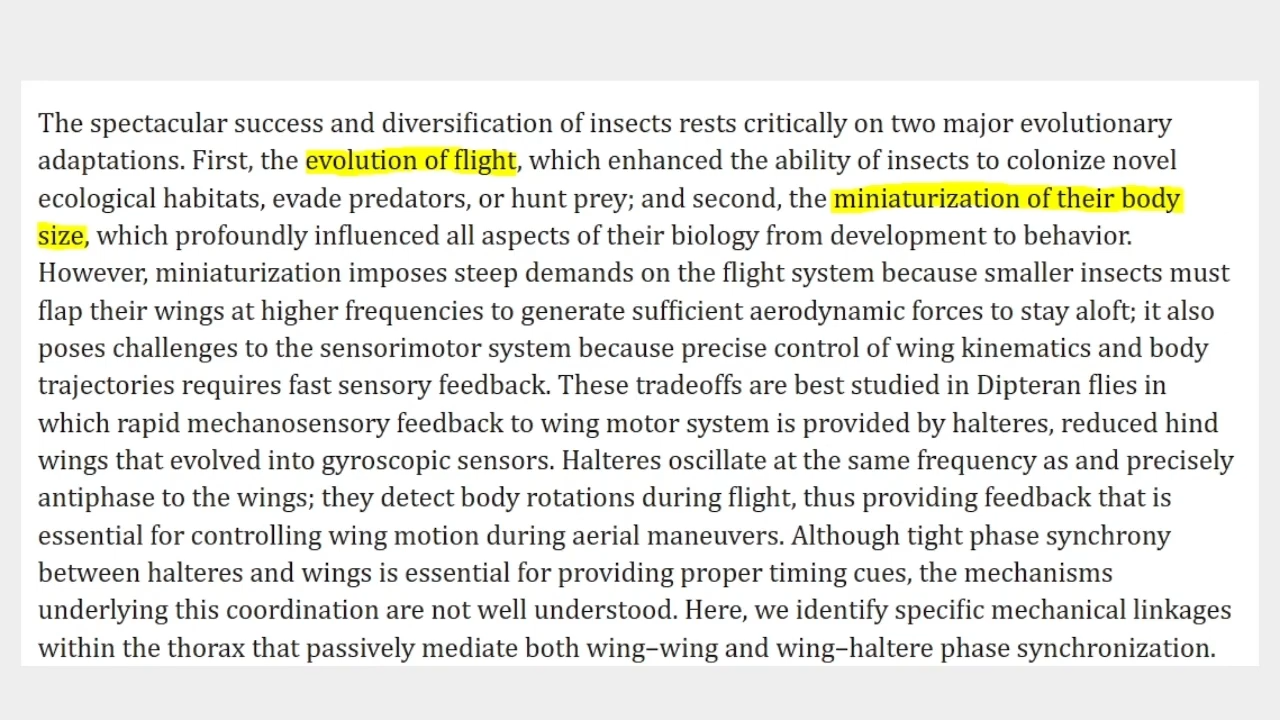 The spectacular success and diversification of insects rests critically on two major evolutionary
adaptations. First, the evolution of flight, which enhanced the ability of insects to colonize novel
ecological habitats, evade predators, or hunt prey; and second, the miniaturization of their body
size, which profoundly influenced all aspects of their biology from development to behavior.
However, miniaturization imposes steep demands on the flight system because smaller insects must
flap their wings at higher frequencies to generate sufficient aerodynamic forces to stay aloft; it also
poses challenges to the sensorimotor system because precise control of wing kinematics and body
trajectories requires fast sensory feedback. These tradeoffs are best studied in Dipteran flies in
which rapid mechanosensory feedback to wing motor system is provided by halteres, reduced hind
wings that evolved into gyroscopic sensors. Halteres oscillate at the same frequency as and precisely
antiphase to the wings; they detect body rotations during flight, thus providing feedback that is
essential for controlling wing motion during aerial maneuvers. Although tight phase synchrony
between halteres and wings is essential for providing proper timing cues, the mechanisms
underlying this coordination are not well understood. Here, we identify specific mechanical linkages
within the thorax that passively mediate both wing–wing and wing–haltere phase synchronization.